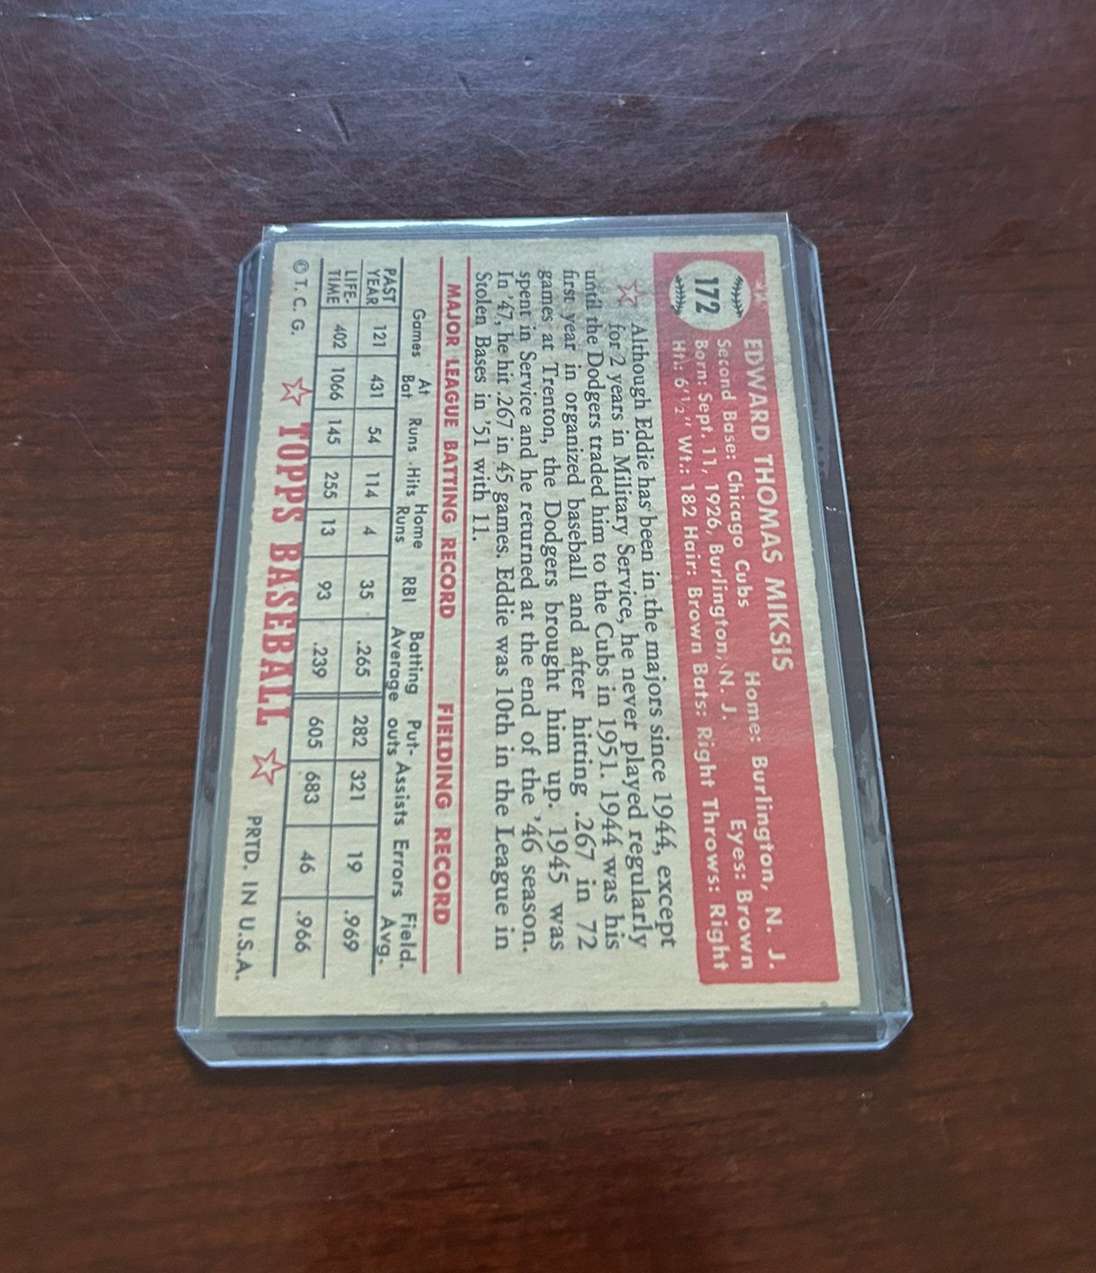 172
EDWARD THOMAS MIKSIS
Second Base: Chicago Cubs Home: Burlington, N. J.
Born: Sept. 11, 1926, Burlington, N. J. Eyes: Brown
Ht.: 6' ½" Wt.: 182 Hair: Brown Bats: Right Throws: Right
☆ Although Eddie has been in the majors since 1944, except
for 2 years in Military Service, he never played regularly
until the Dodgers traded him to the Cubs in 1951. 1944 was his
first year in organized baseball and after hitting .267 in 72
games at Trenton, the Dodgers brought him up. 1945 was
spent in Service and he returned at the end of the '46 season.
In '47, he hit .267 in 45 games. Eddie was 10th in the League in
Stolen Bases in '51 with 11.
MAJOR LEAGUE BATTING RECORD FIELDING RECORD
Games At Bat Runs Hits Home Runs RBI Batting Average Put-outs Assists Errors Field. Avg.
PAST YEAR 121 431 54 114 4 35 .265 282 321 19 .969
LIFE-TIME 402 1066 145 255 13 93 .239 605 683 46 .966
© T. C. G. ☆ TOPPS BASEBALL ☆ PRTD. IN U.S.A.